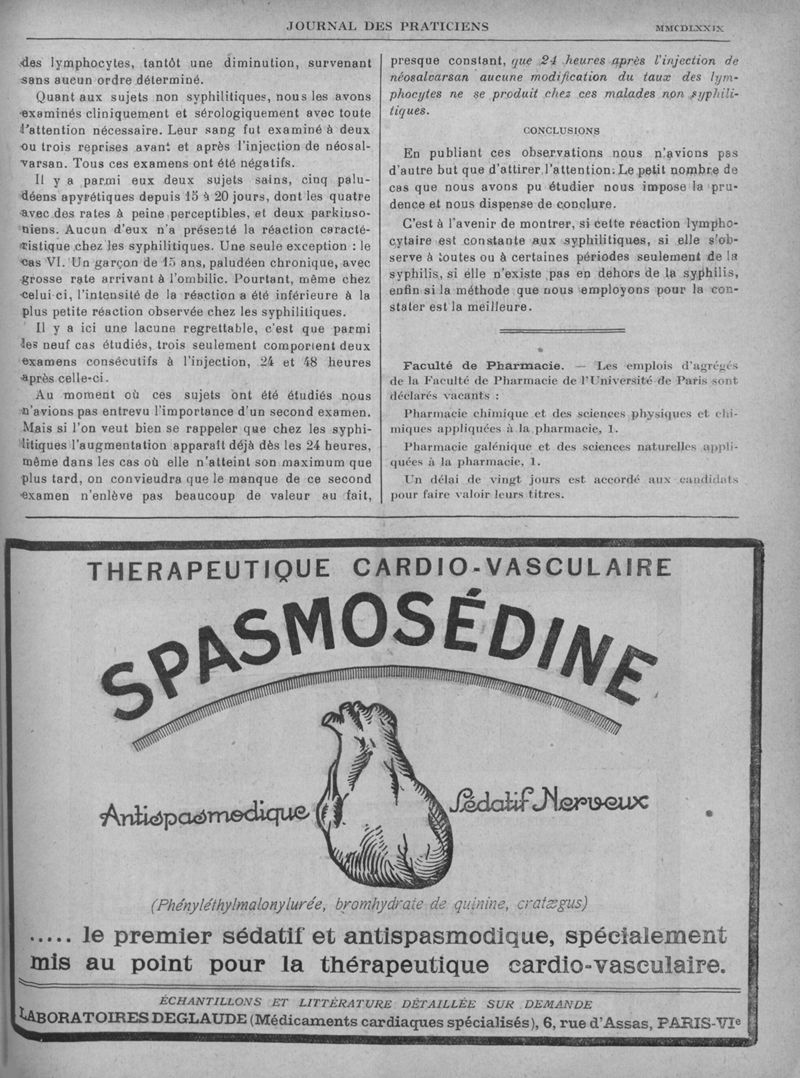 JOURNAL DES PRATICIENS
MMCDLXXIX
des lymphocytes, tantôt une diminution, survenant
sans aucun ordre déterminé.
Quant aux sujets non syphilitiques, nous les avons
examinés cliniquement et sérologiquement avec toute
l'attention nécessaire. Leur sang fut examiné à deux
ou trois reprises avant et après l'injection de néosal-
varsan. Tous ces examens ont été négatifs.
Il y a parmi eux deux sujets sains, cinq palu-
déens apyrétiques depuis 15 à 20 jours, dont les quatre
avec des rates à peine perceptibles, et deux parkinso-
niens. Aucun d'eux n'a présenté la réaction caracté-
ristique chez les syphilitiques. Une seule exception : le
cas VI. Un garçon de 15 ans, paludéen chronique, avec
grosse rate arrivant à l'ombilic. Pourtant, même chez
celui-ci, l'intensité de la réaction a été inférieure à la
plus petite réaction observée chez les syphilitiques.
Il y a ici une lacune regrettable, c'est que parmi
les neuf cas étudiés, trois seulement comportent deux
examens consécutifs à l'injection, 24 et 48 heures
après celle-ci.
Au moment où ces sujets ont été étudiés nous
n'avions pas entrevu l'importance d'un second examen.
Mais si l'on veut bien se rappeler que chez les syphi-
litiques l'augmentation apparaît déjà dès les 24 heures,
même dans les cas où elle n'atteint son maximum que
plus tard, on conviendra que le manque de ce second
examen n'enlève pas beaucoup de valeur au fait,
presque constant, que 24 heures après l'injection de
néosalvarsan aucune modification du taux des lym-
phocytes ne se produit chez ces malades non syphili-
tiques.
CONCLUSIONS
En publiant ces observations nous n'avions pas
d'autre but que d'attirer l'attention. Le petit nombre de
cas que nous avons pu étudier nous impose la pru-
dence et nous dispense de conclure.
C'est à l'avenir de montrer, si cette réaction lympho-
cytaire est constante aux syphilitiques, si elle s'ob-
serve à toutes ou à certaines périodes seulement de la
syphilis, si elle n'existe pas en dehors de la syphilis,
enfin si la méthode que nous employons pour la con-
stater est la meilleure.
Faculté de Pharmacie. — Les emplois d'agrégés
de la Faculté de Pharmacie de l'Université de Paris sont
déclarés vacants :
Pharmacie chimique et des sciences physiques et chi-
miques appliquées à la pharmacie, 1.
Pharmacie galénique et des sciences naturelles appli-
quées à la pharmacie, 1.
Un délai de vingt jours est accordé aux candidats
pour faire valoir leurs titres.
THERAPEUTIQUE CARDIO-VASCULAIRE
SPASMOSÉDINE
Antispasmodique
Sédatif Nerveux
(Phényléthylmalonylurée, bromhydrate de quinine, cratægus)
..... le premier sédatif et antispasmodique, spécialement
mis au point pour la thérapeutique cardio-vasculaire.
ÉCHANTILLONS ET LITTÉRATURE DÉTAILLÉE SUR DEMANDE
LABORATOIRES DEGLAUDE (Médicaments cardiaques spécialisés), 6, rue d'Assas, PARIS-VIe